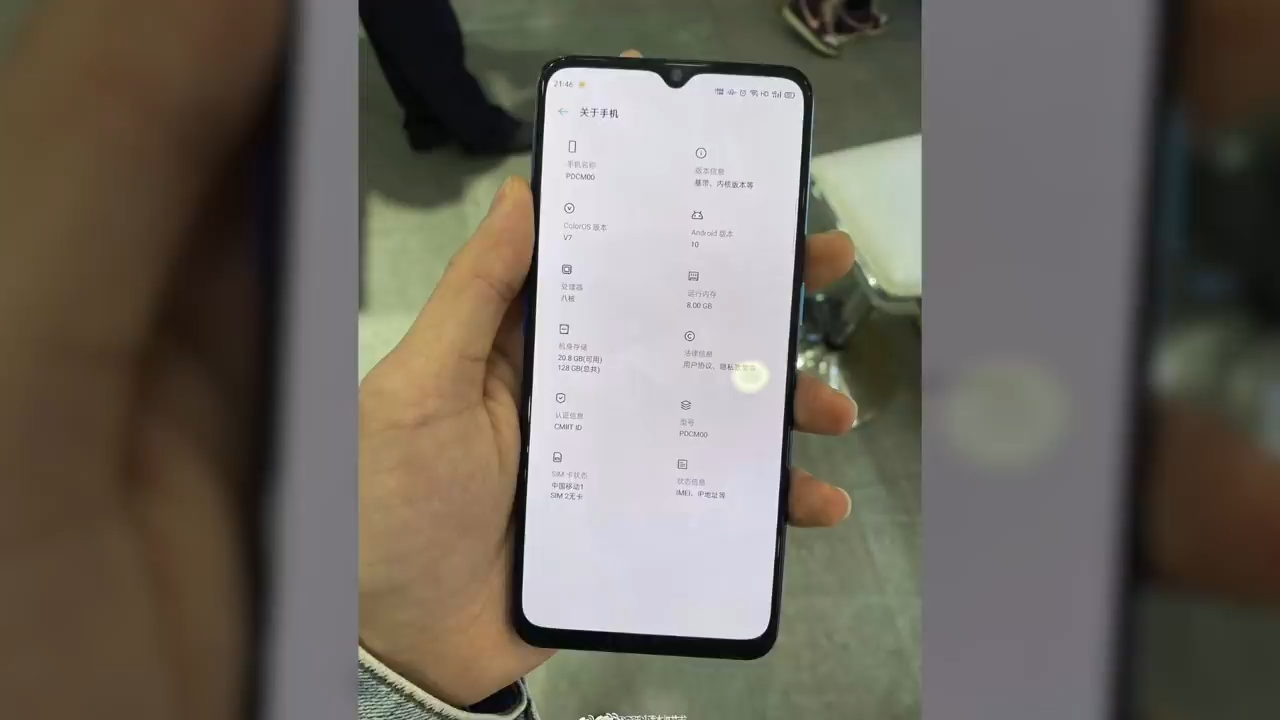 21:46
HD
关于手机
手机名称
PDCM00
版本信息
基带、内核版本等
ColorOS 版本
V7
Android 版本
10
处理器
八核
运行内存
8.00 GB
机身存储
20.8 GB(可用)
128 GB(总共)
法律信息
用户协议、隐私
认证信息
CMIIT ID
型号
PDCM00
SIM 卡状态
中国移动1
SIM 2无卡
状态信息
IMEI、IP地址等